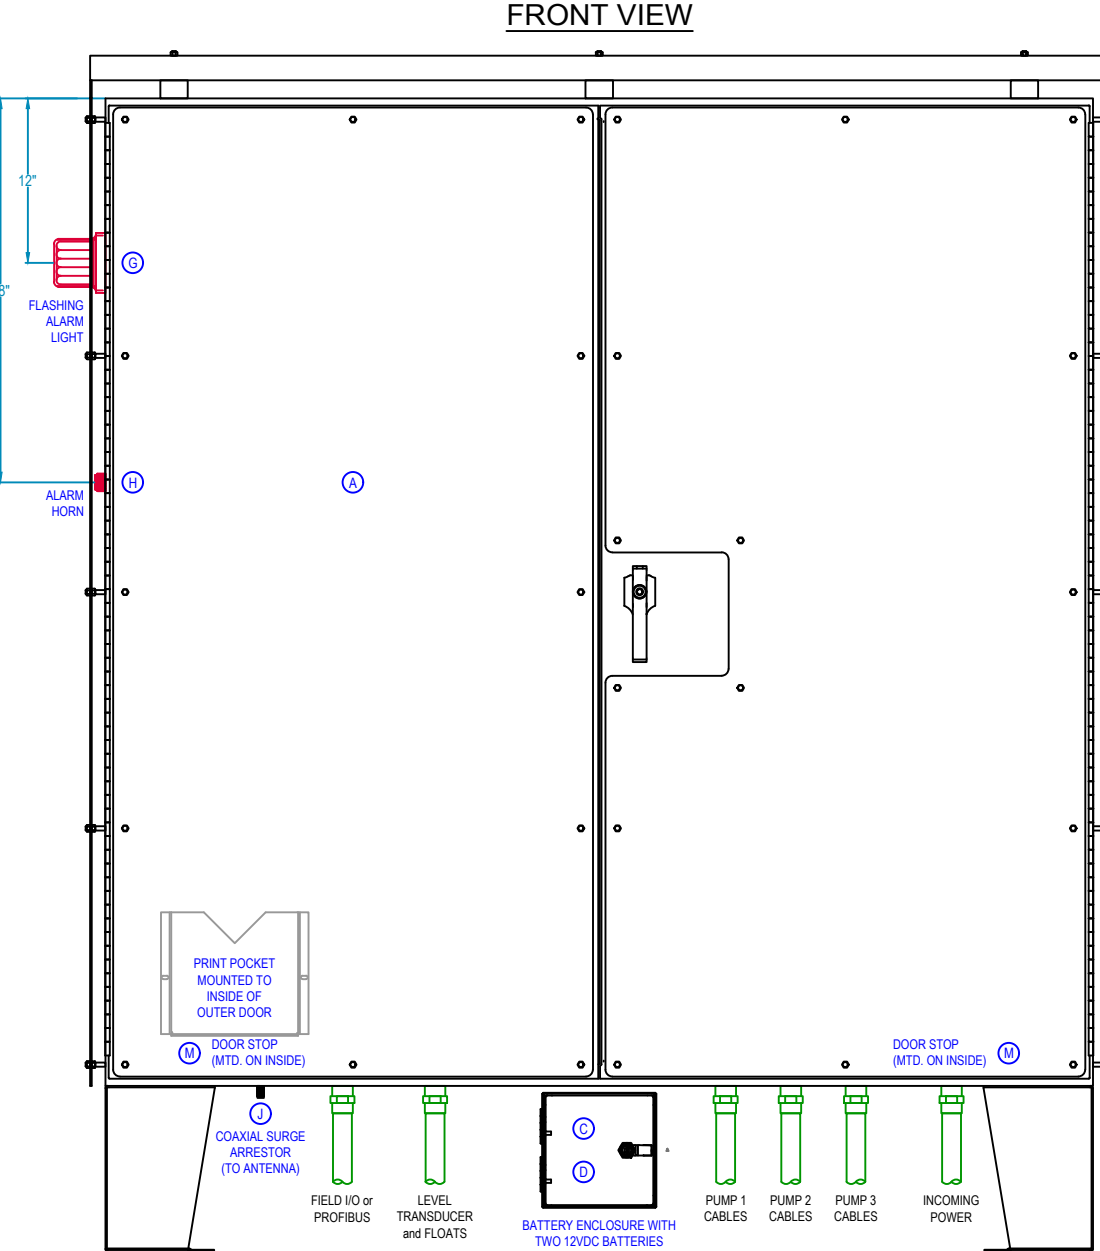 FRONT VIEW
12"
8"
G
FLASHING
ALARM
LIGHT
H
A
ALARM
HORN
PRINT POCKET
MOUNTED TO
INSIDE OF
OUTER DOOR
M
DOOR STOP
(MTD. ON INSIDE)
DOOR STOP
(MTD. ON INSIDE)
M
J
COAXIAL SURGE
ARRESTOR
(TO ANTENNA)
C
D
FIELD I/O or
PROFIBUS
LEVEL
TRANSDUCER
and FLOATS
BATTERY ENCLOSURE WITH
TWO 12VDC BATTERIES
PUMP 1
CABLES
PUMP 2
CABLES
PUMP 3
CABLES
INCOMING
POWER